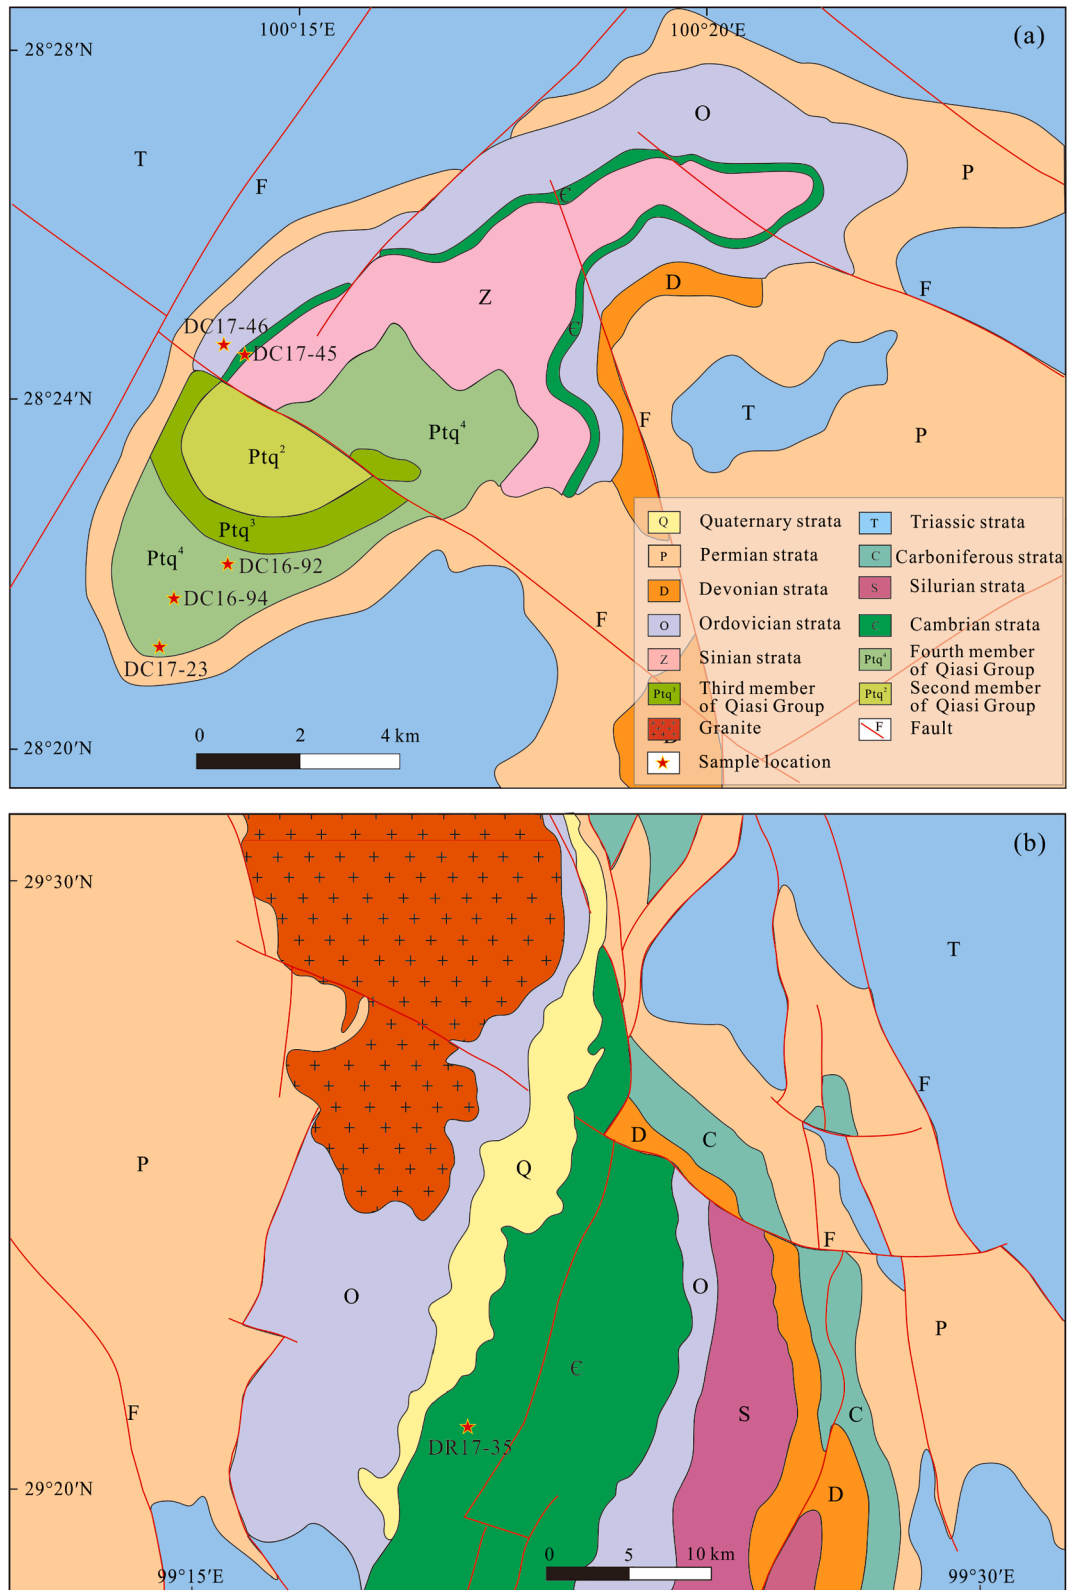 100°15′E
100°20′E
(a)
28°28′N
O
T
P
F
Є
D
Z
F
DC17-46
Є
DC17-45
28°24′N
T
F
Ptq⁴
P
Ptq²
Ptq³
Ptq⁴
DC16-92
DC16-94
F
DC17-23
28°20′N
0 2 4 km
D
Q Quaternary strata
T Triassic strata
P Permian strata
C Carboniferous strata
D Devonian strata
S Silurian strata
O Ordovician strata
Є Cambrian strata
Z Sinian strata
Ptq⁴ Fourth member
of Qiasi Group
Ptq³ Third member
of Qiasi Group
Ptq² Second member
of Qiasi Group
Granite
F Fault
Sample location
(b)
29°30′N
T
F
D
C
P
Q
F
O
O
P
Є
F
S
C
DR17-35
29°20′N
D
0 5 10 km
99°15′E
99°30′E